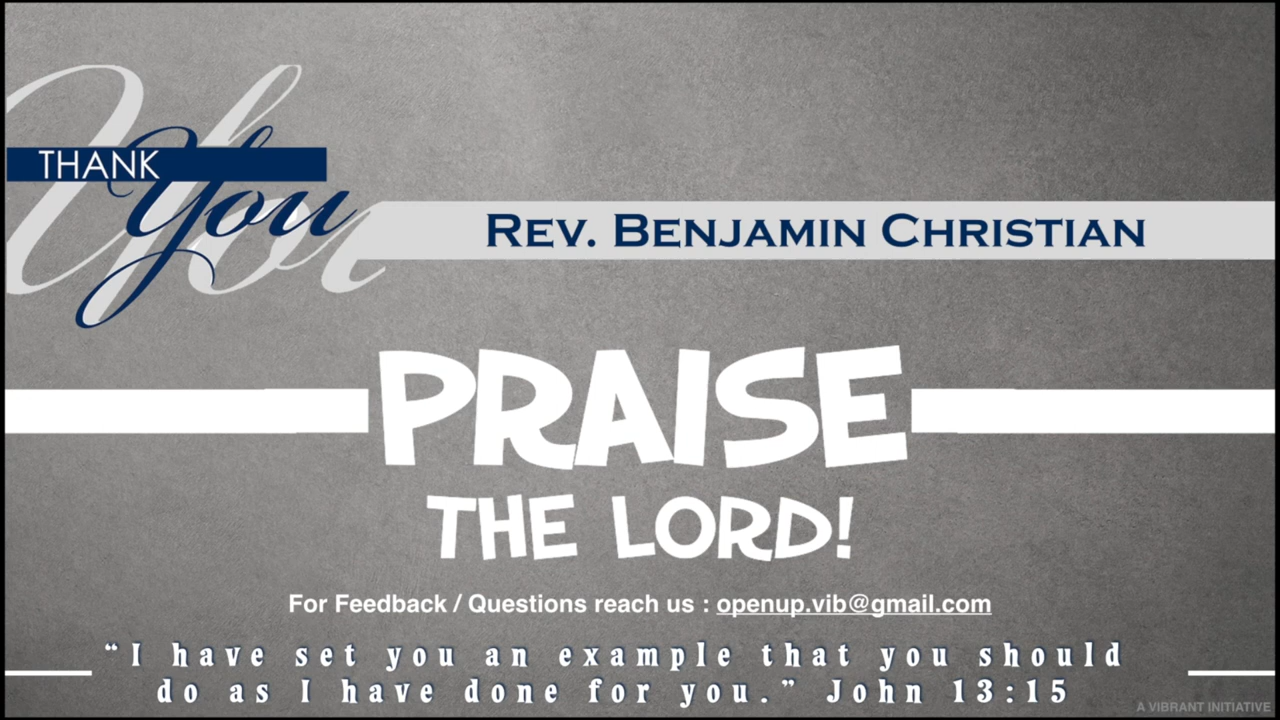 THANK
You
REV. BENJAMIN CHRISTIAN
PRAISE
THE LORD!
For Feedback / Questions reach us : openup.vib@gmail.com
“I have set you an example that you should
do as I have done for you.” John 13:15
A VIBRANT INITIATIVE